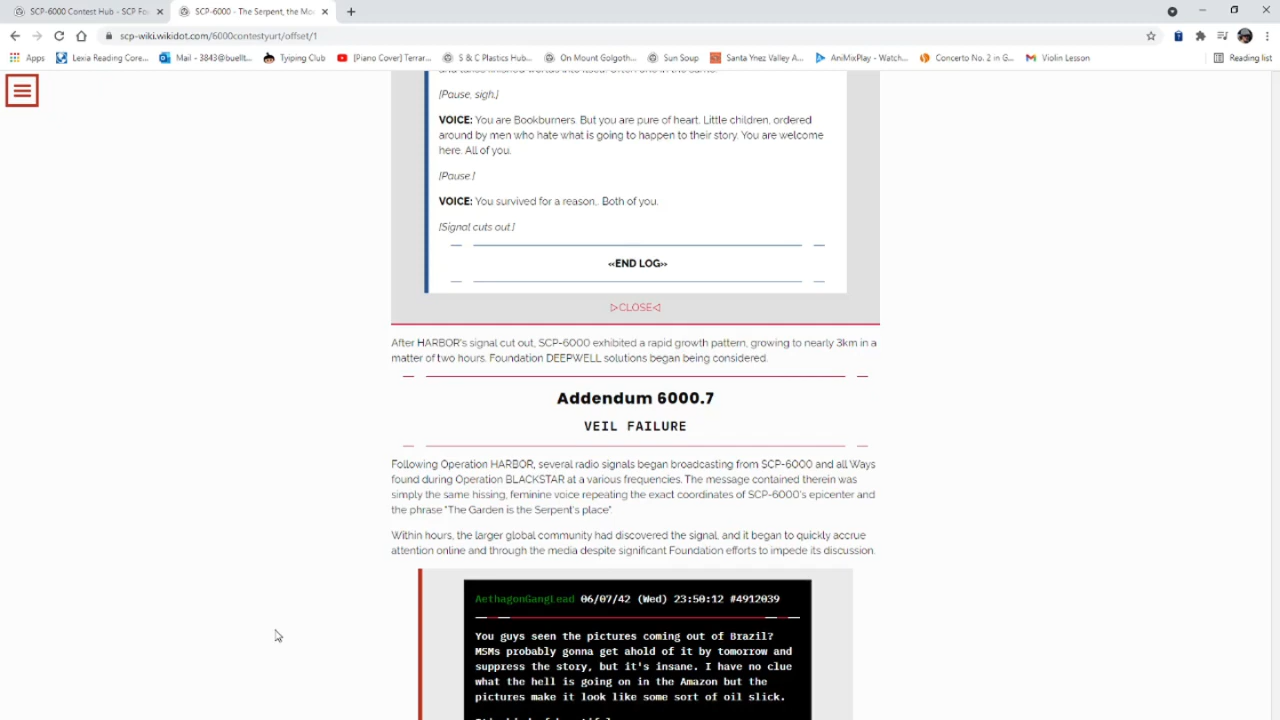 SCP-6000 Contest Hub - SCP Fo
SCP-6000 - The Serpent, the Mo
scp-wiki.wikidot.com/6000contestyurt/offset/1
Apps
Lexia Reading Core...
Mail - 3843@buellt...
Tyiping Club
[Piano Cover] Terrar...
S & C Plastics Hub...
On Mount Golgoth...
Sun Soup
Santa Ynez Valley A...
AniMixPlay - Watch...
Concerto No. 2 in G...
Violin Lesson
Reading list
[Pause, sigh.]
VOICE: You are Bookburners. But you are pure of heart. Little children, ordered
around by men who hate what is going to happen to their story. You are welcome
here. All of you.
[Pause.]
VOICE: You survived for a reason,. Both of you.
[Signal cuts out.]
«END LOG»
▷CLOSE◁
After HARBOR's signal cut out, SCP-6000 exhibited a rapid growth pattern, growing to nearly 3km in a
matter of two hours. Foundation DEEPWELL solutions began being considered.
Addendum 6000.7
VEIL FAILURE
Following Operation HARBOR, several radio signals began broadcasting from SCP-6000 and all Ways
found during Operation BLACKSTAR at a various frequencies. The message contained therein was
simply the same hissing, feminine voice repeating the exact coordinates of SCP-6000's epicenter and
the phrase "The Garden is the Serpent's place".
Within hours, the larger global community had discovered the signal, and it began to quickly accrue
attention online and through the media despite significant Foundation efforts to impede its discussion.
AethagonGangLead 06/07/42 (Wed) 23:50:12 #4912039
You guys seen the pictures coming out of Brazil?
MSMs probably gonna get ahold of it by tomorrow and
suppress the story, but it's insane. I have no clue
what the hell is going on in the Amazon but the
pictures make it look like some sort of oil slick.